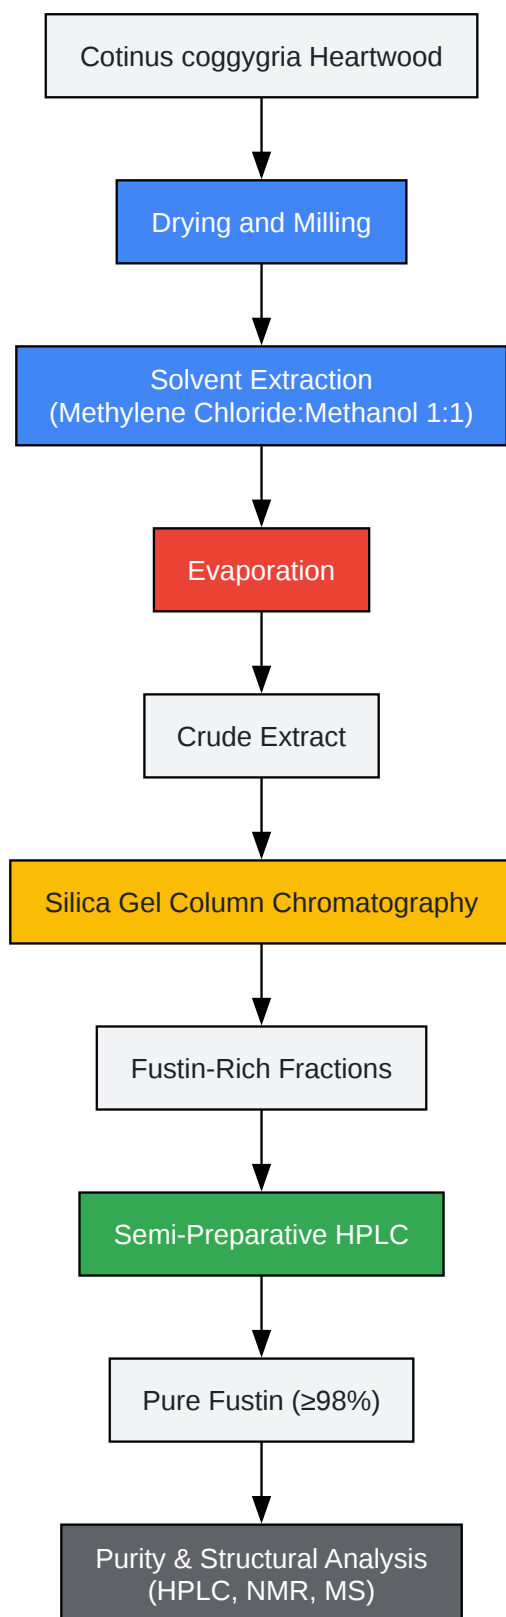 Cotinus coggygria Heartwood
Drying and Milling
Solvent Extraction
(Methylene Chloride:Methanol 1:1)
Evaporation
Crude Extract
Silica Gel Column Chromatography
Fustin-Rich Fractions
Semi-Preparative HPLC
Pure Fustin (≥98%)
Purity & Structural Analysis
(HPLC, NMR, MS)